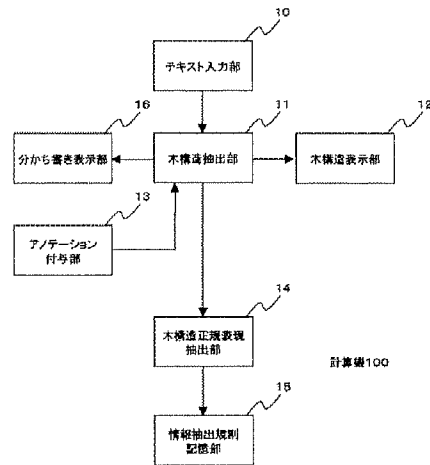 10
テキスト入力部
16
11
12
分かち書き表示部
木構造抽出部
木構造表示部
13
アノテーション
付与部
14
木構造正規表現
抽出部
計算機100
15
情報抽出規則
記憶部